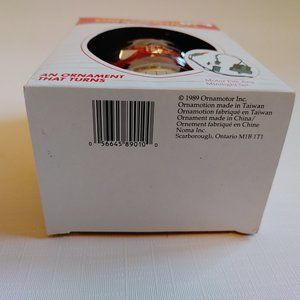 AN ORNAMENT
THAT TURNS
© 1989 Ornamotor Inc.
Ornamotion made in Taiwan
Ornamotion fabriqué en Taiwan
Ornament made in China/
Ornement fabriqué en Chine
Noma Inc.
Scarborough, Ontario M1B 1T1
0 56645 89010 0